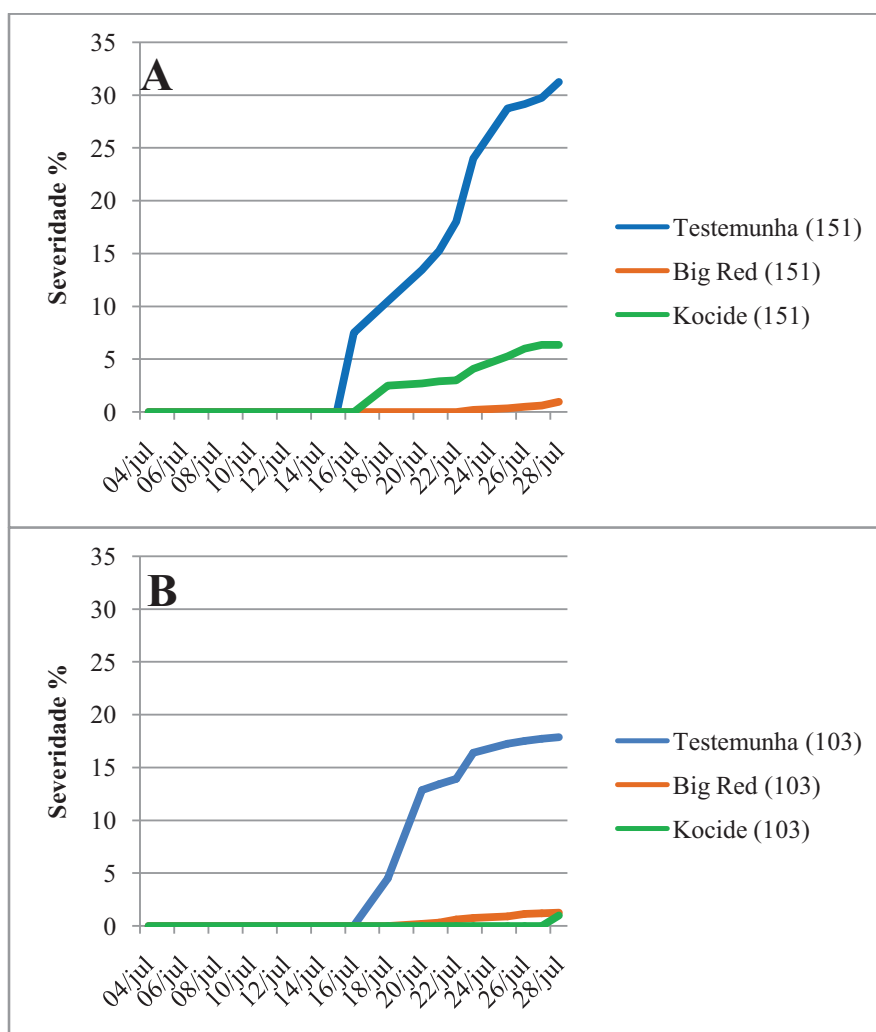 A
35
30
25
20
15
10
5
0
Severidade %
04/jul
06/jul
08/jul
10/jul
12/jul
14/jul
16/jul
18/jul
20/jul
22/jul
24/jul
26/jul
28/jul
Testemunha (151)
Big Red (151)
Kocide (151)
B
35
30
25
20
15
10
5
0
Severidade %
04/jul
06/jul
08/jul
10/jul
12/jul
14/jul
16/jul
18/jul
20/jul
22/jul
24/jul
26/jul
28/jul
Testemunha (103)
Big Red (103)
Kocide (103)